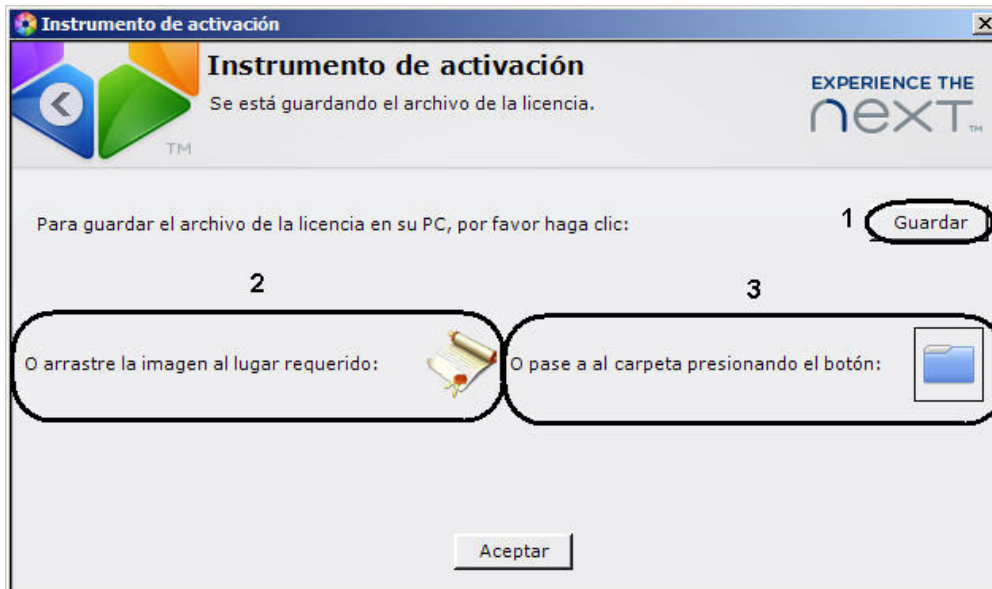 Instrumento de activación
Instrumento de activación
Se está guardando el archivo de la licencia.
EXPERIENCE THE
nexT™
TM
Para guardar el archivo de la licencia en su PC, por favor haga clic:
1
Guardar
2
3
O arrastre la imagen al lugar requerido:
O pase a al carpeta presionando el botón:
Aceptar